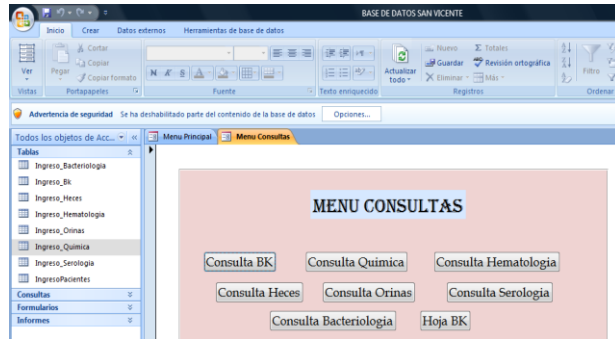 BASE DE DATOS SAN VICENTE
Inicio Crear Datos externos Herramientas de base de datos
Ver
Pegar
Cortar
Copiar
Copiar formato
N K S
Actualizar todo
Nuevo Σ Totales
Guardar Revisión ortográfica
Eliminar Más
Filtro
Vistas Portapapeles Fuente Texto enriquecido Registros Ordenar
Advertencia de seguridad Se ha deshabilitado parte del contenido de la base de datos Opciones...
Todos los objetos de Acc... «
Menu Principal Menu Consultas
Tablas
Ingreso_Bacteriologia
Ingreso_Bk
Ingreso_Heces
Ingreso_Hematologia
Ingreso_Orinas
Ingreso_Quimica
Ingreso_Serologia
IngresoPacientes
Consultas
Formularios
Informes
MENU CONSULTAS
Consulta BK Consulta Quimica Consulta Hematologia
Consulta Heces Consulta Orinas Consulta Serologia
Consulta Bacteriologia Hoja BK